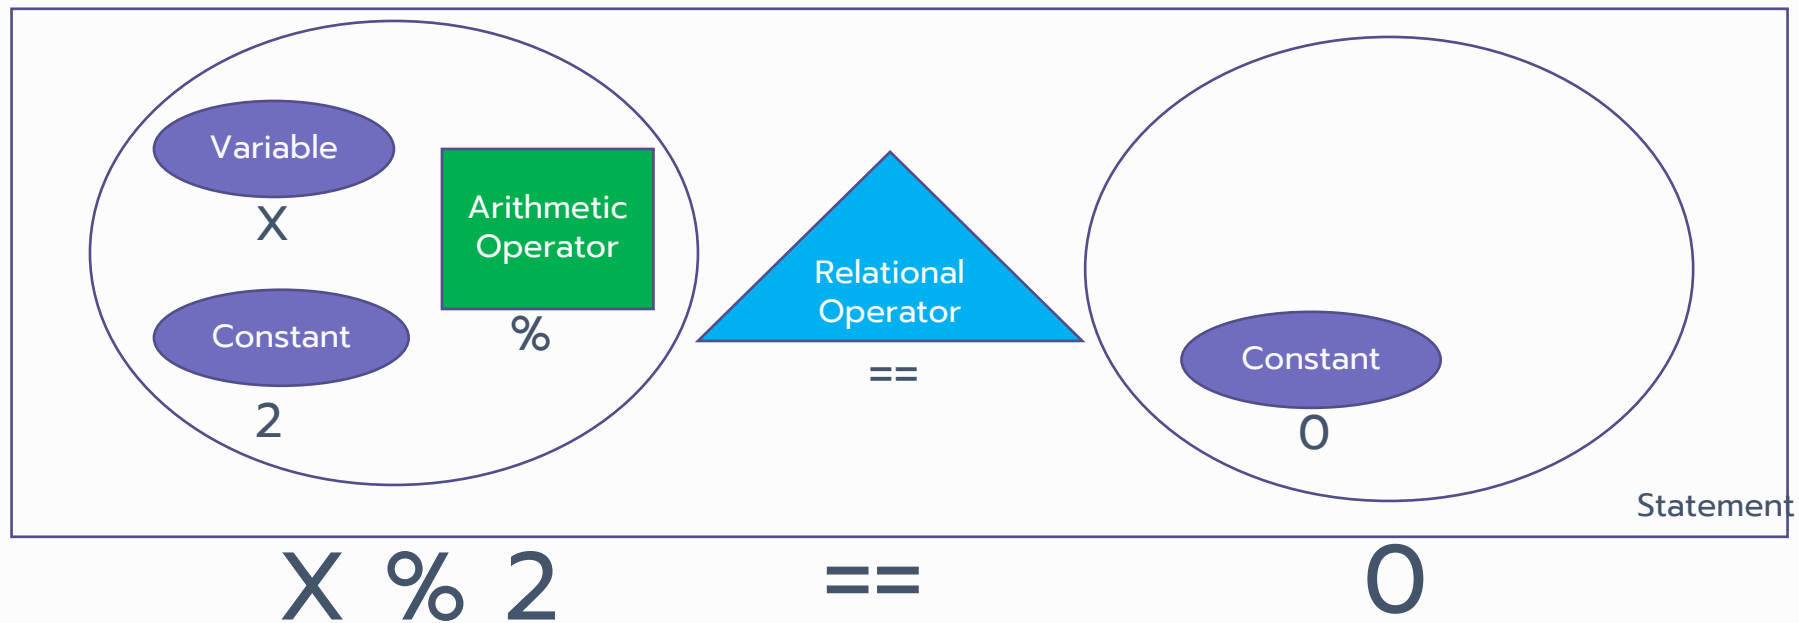 Variable
X
Arithmetic
Operator
%
Constant
2
Relational
Operator
==
Constant
0
Statement
X % 2 == 0